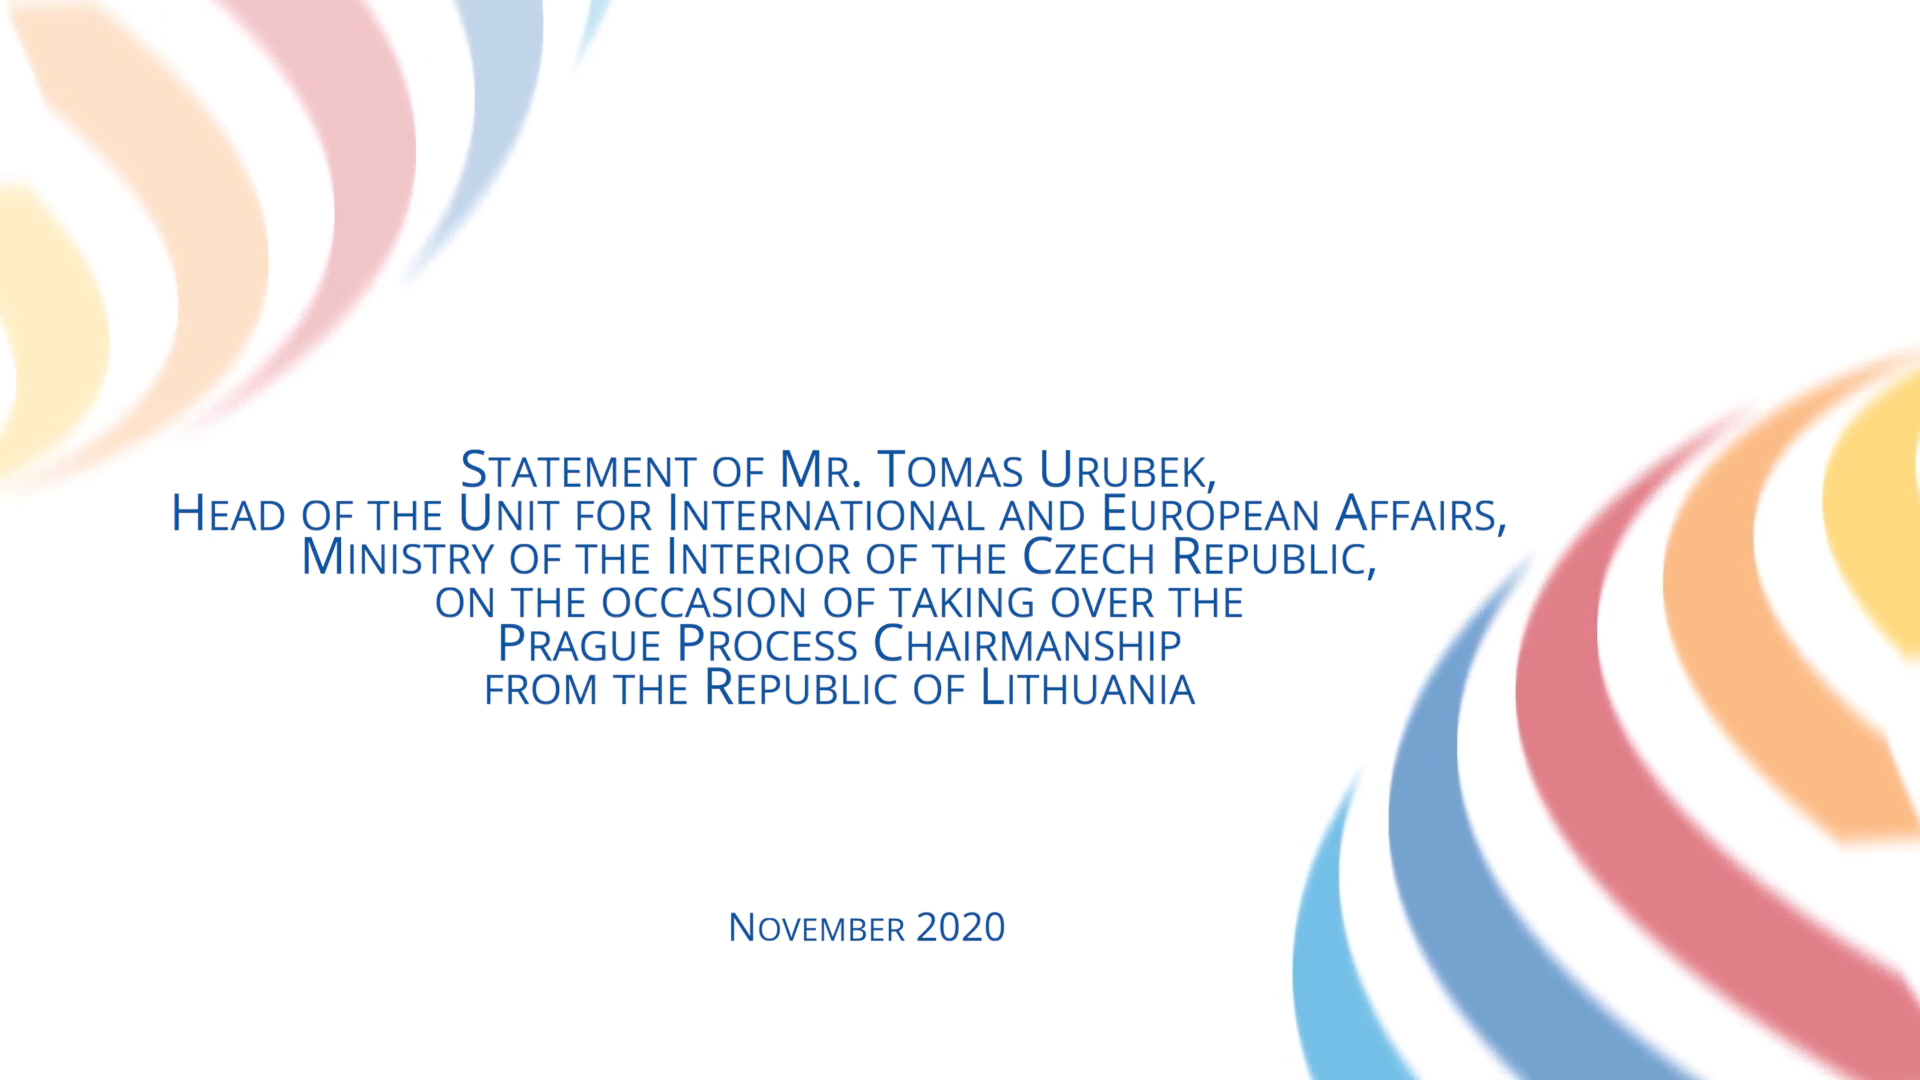 Statement of Mr. Tomas Urubek,
Head of the Unit for International and European Affairs,
Ministry of the Interior of the Czech Republic,
on the occasion of taking over the
Prague Process Chairmanship
from the Republic of Lithuania
November 2020